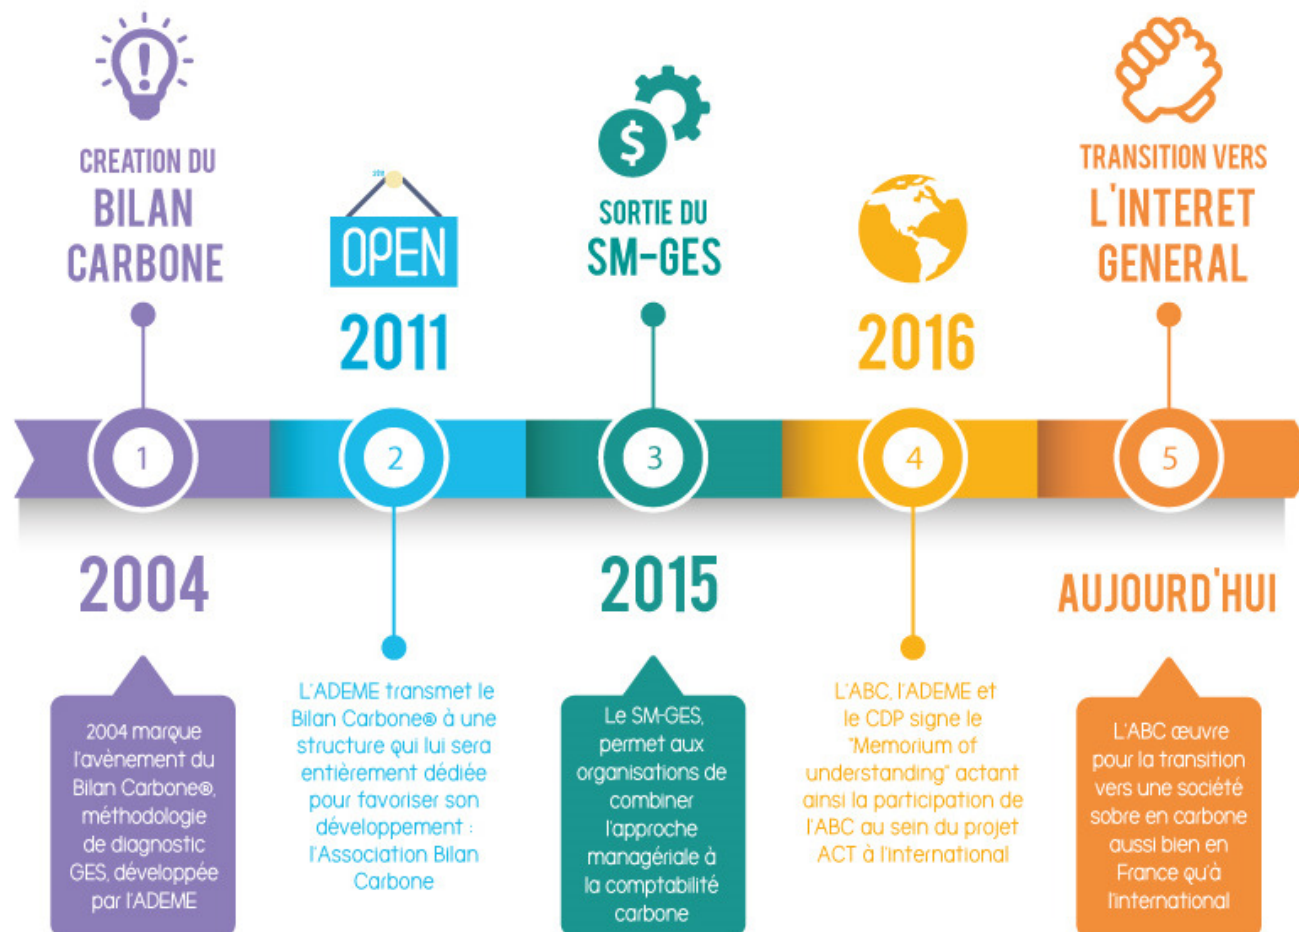 CREATION DU
BILAN
CARBONE
1
2004
2004 marque
l'avènement du
Bilan Carbone®,
méthodologie
de diagnostic
GES, développée
par l'ADEME
OPEN
2011
2
L'ADEME transmet le
Bilan Carbone® à une
structure qui lui sera
entièrement dédiée
pour favoriser son
développement :
l'Association Bilan
Carbone
$
SORTIE DU
SM-GES
3
2015
Le SM-GES,
permet aux
organisations de
combiner
l'approche
managériale à
la comptabilité
carbone
2016
4
L'ABC, l'ADEME et
le CDP signe le
"Memorium of
understanding" actant
ainsi la participation de
l'ABC au sein du projet
ACT à l'international
TRANSITION VERS
L'INTERET
GENERAL
5
AUJOURD'HUI
L'ABC œuvre
pour la transition
vers une société
sobre en carbone
aussi bien en
France qu'à
l'international